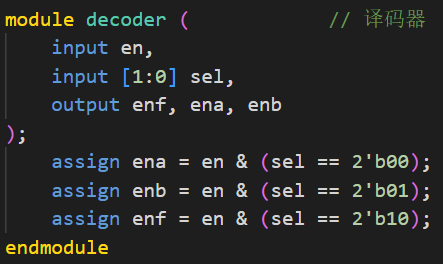 module decoder (                // 译码器
    input en,
    input [1:0] sel,
    output enf, ena, enb
);
    assign ena = en & (sel == 2'b00);
    assign enb = en & (sel == 2'b01);
    assign enf = en & (sel == 2'b10);
endmodule